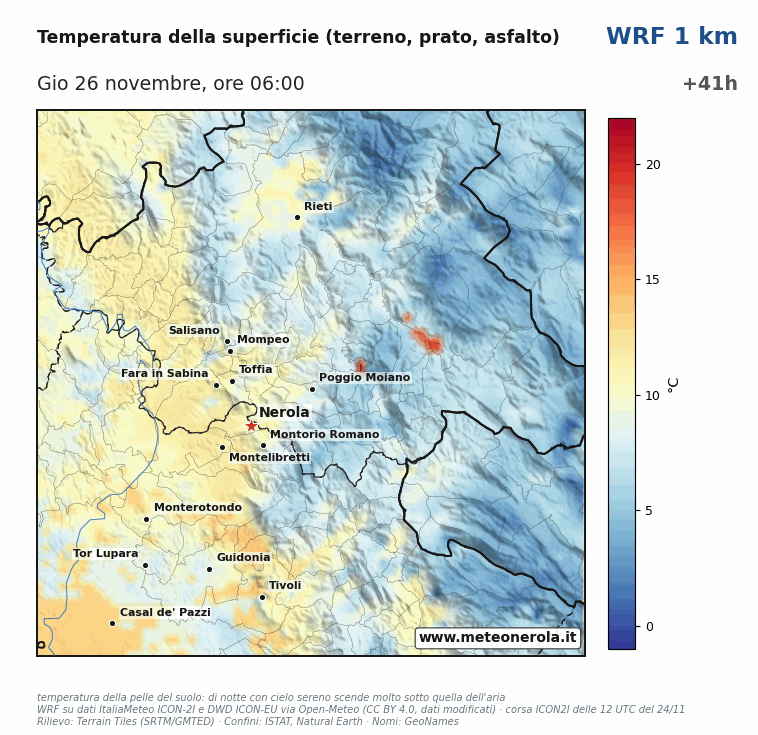 Temperatura della superficie (terreno, prato, asfalto)
WRF 1 km
Gio 26 novembre, ore 06:00
+41h
Rieti
Salisano
Mompeo
Fara in Sabina
Toffia
Poggio Moiano
Nerola
Montorio Romano
Montelibretti
Monterotondo
Tor Lupara
Guidonia
Tivoli
Casal de' Pazzi
www.meteonerola.it
20
15
10
5
0
°C
temperatura della pelle del suolo: di notte con cielo sereno scende molto sotto quella dell'aria
WRF su dati ItaliaMeteo ICON-2I e DWD ICON-EU via Open-Meteo (CC BY 4.0, dati modificati) · corsa ICON2I delle 12 UTC del 24/11
Rilievo: Terrain Tiles (SRTM/GMTED) · Confini: ISTAT, Natural Earth · Nomi: GeoNames